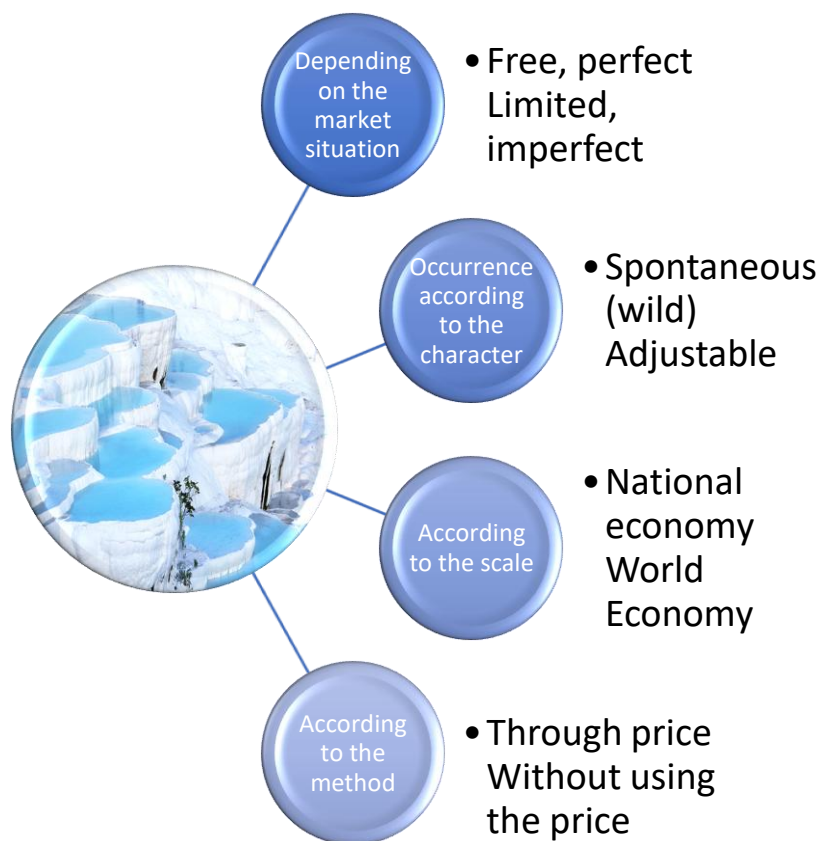 Depending
on the
market
situation
• Free, perfect
Limited,
imperfect
Occurrence
according
to the
character
• Spontaneous
(wild)
Adjustable
According
to the scale
• National
economy
World
Economy
According
to the
method
• Through price
Without using
the price